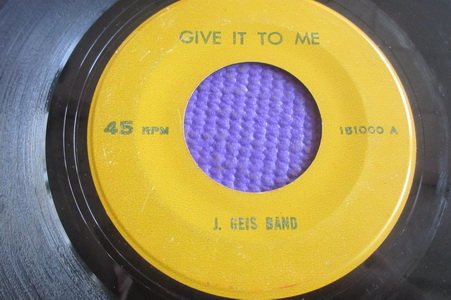 GIVE IT TO ME
45 RPM
151000 A
J. GEIS BAND